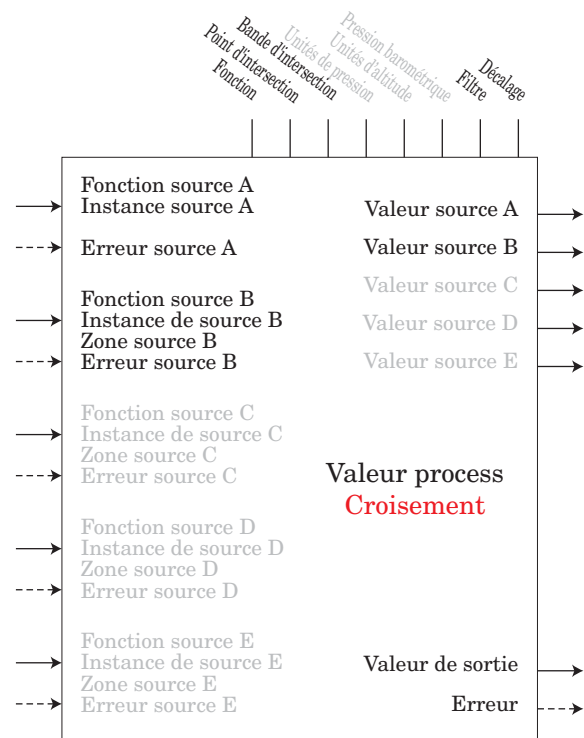 Fonction
Point d'intersection
Bande d'intersection
Unités de pression
Unités d'altitude
Pression barométrique
Filtre
Décalage
Fonction source A
Instance source A
Erreur source A
Fonction source B
Instance de source B
Zone source B
Erreur source B
Fonction source C
Instance de source C
Zone source C
Erreur source C
Fonction source D
Instance de source D
Zone source D
Erreur source D
Fonction source E
Instance de source E
Zone source E
Erreur source E
Valeur source A
Valeur source B
Valeur source C
Valeur source D
Valeur source E
Valeur process
Croisement
Valeur de sortie
Erreur